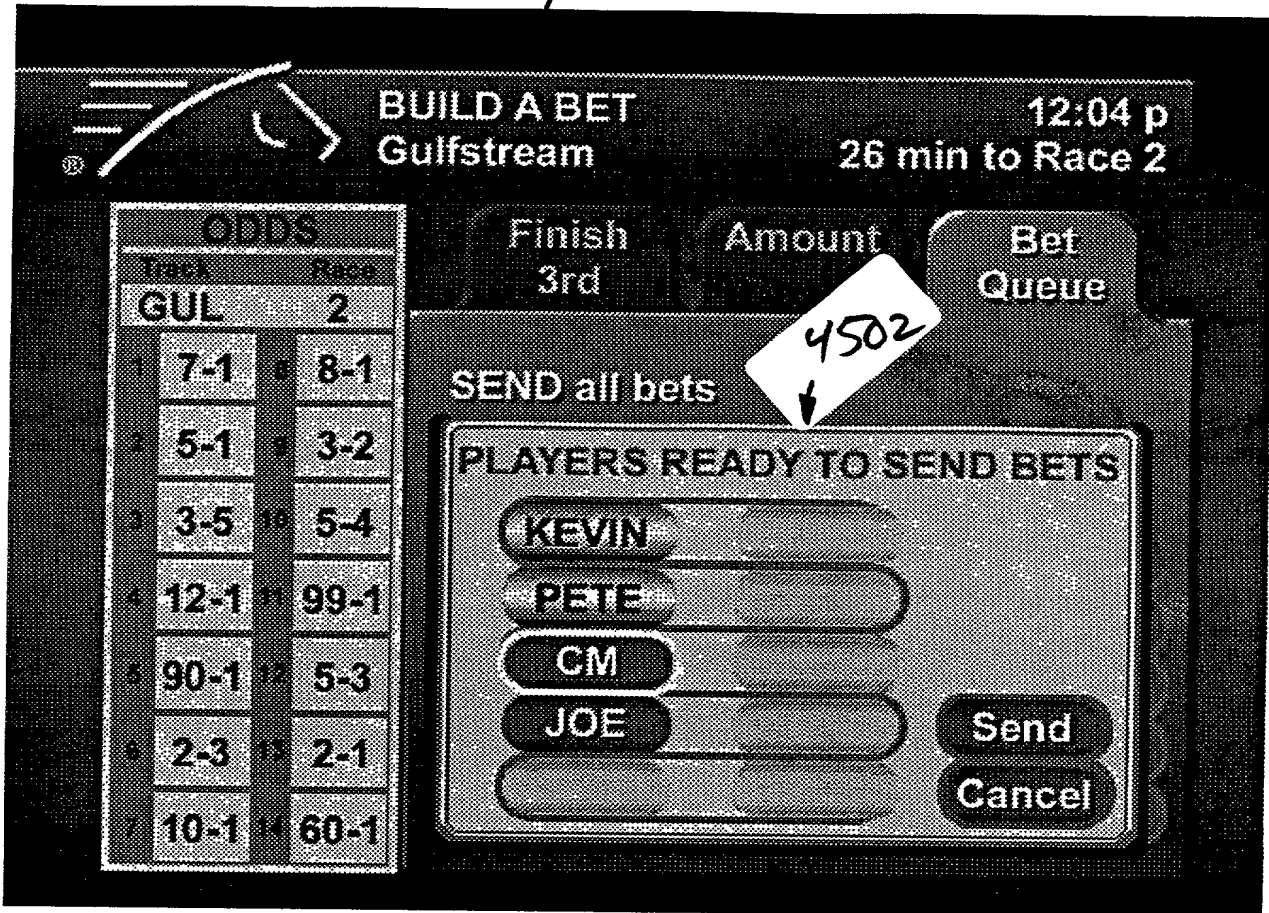 BUILD A BET
Gulfstream
12:04 p
26 min to Race 2
®
ODDS
Track Race
GUL 2
1 7-1 8 8-1
2 5-1 9 3-2
3 3-5 10 5-4
4 12-1 11 99-1
5 90-1 12 5-3
6 2-3 13 2-1
7 10-1 14 60-1
Finish
3rd
Amount
Bet
Queue
4502
SEND all bets
PLAYERS READY TO SEND BETS
KEVIN
PETE
CM
JOE
Send
Cancel